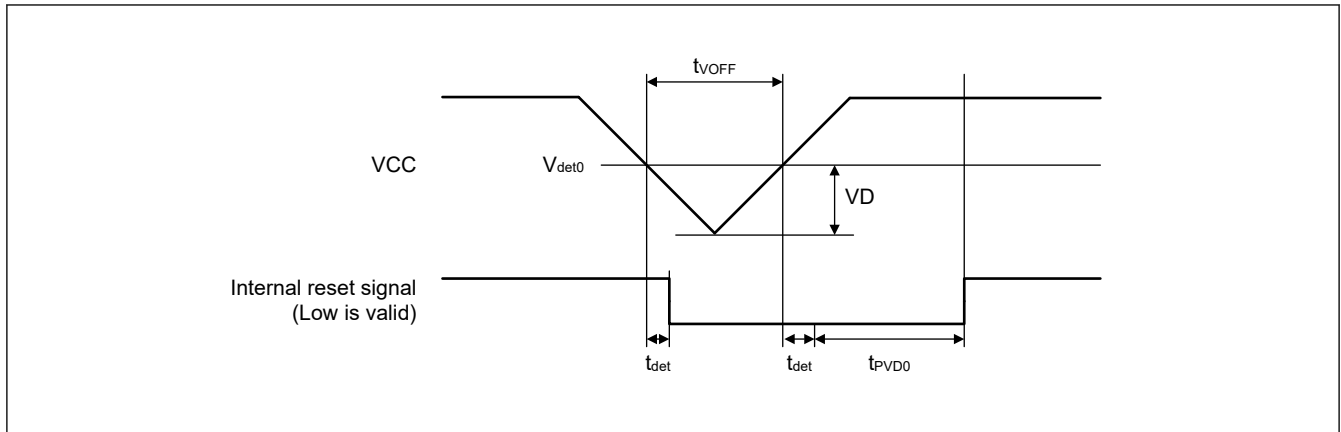 tVOFF
VCC
Vdet0
VD
Internal reset signal
(Low is valid)
tdet
tdet
tPVD0